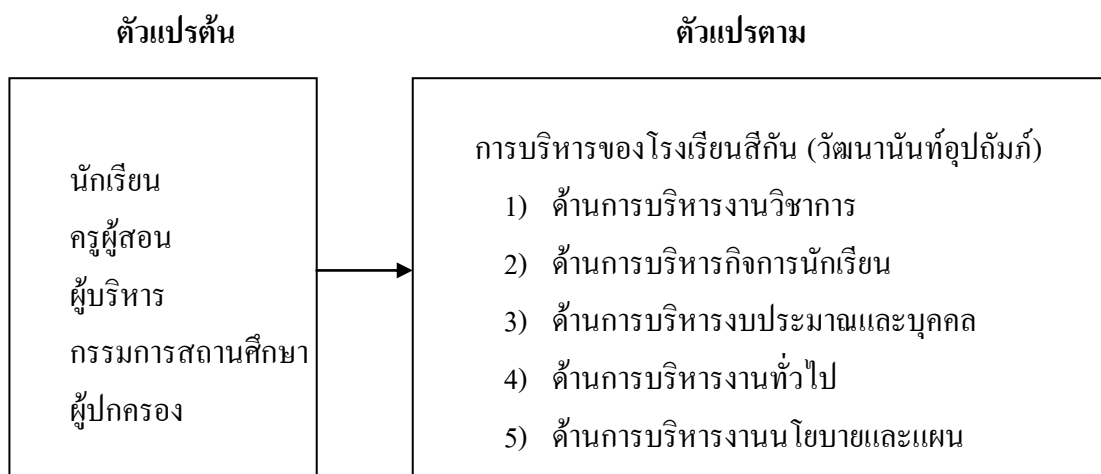 ตัวแปรต้น
ตัวแปรตาม
นักเรียน
ครูผู้สอน
ผู้บริหาร
กรรมการสถานศึกษา
ผู้ปกครอง
การบริหารของโรงเรียนสีกัน (วัฒนานันท์อุปถัมภ์)
1) ด้านการบริหารงานวิชาการ
2) ด้านการบริหารกิจการนักเรียน
3) ด้านการบริหารงบประมาณและบุคคล
4) ด้านการบริหารงานทั่วไป
5) ด้านการบริหารงานนโยบายและแผน